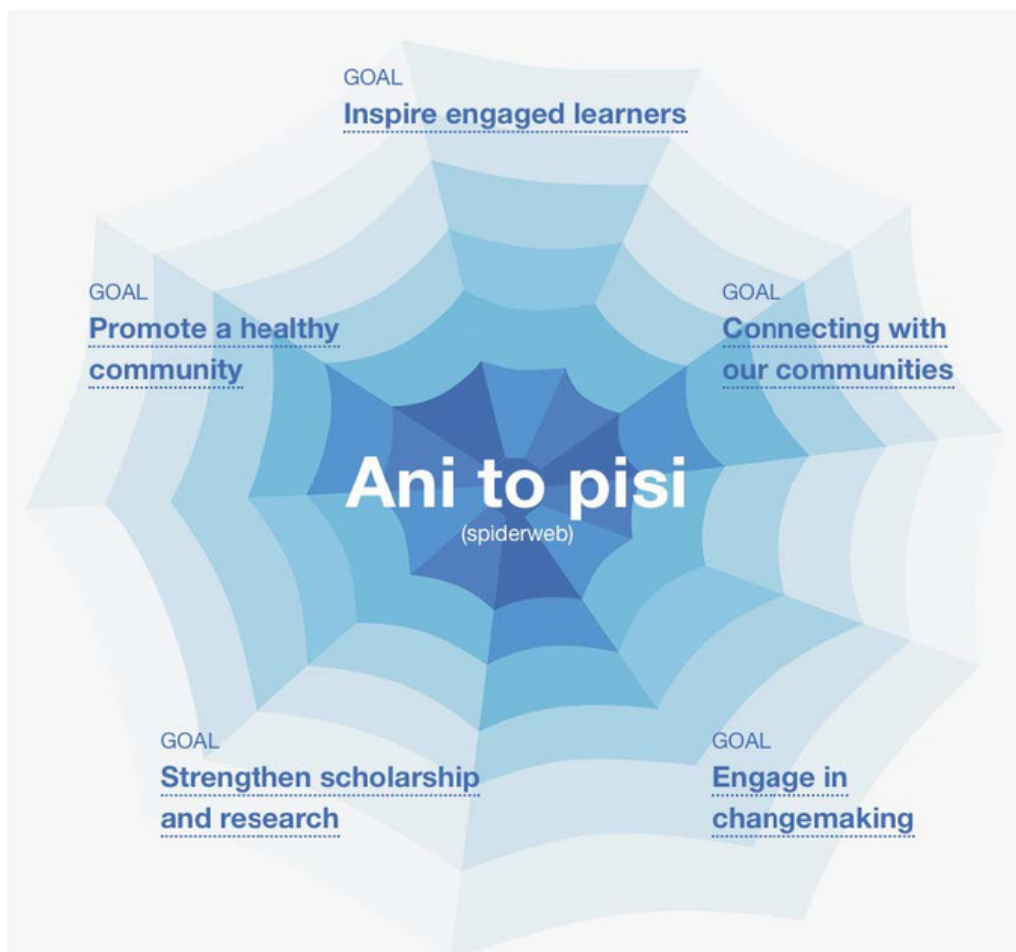 GOAL
Inspire engaged learners
GOAL
Promote a healthy
community
GOAL
Connecting with
our communities
Ani to pisi
(spiderweb)
GOAL
Strengthen scholarship
and research
GOAL
Engage in
changemaking